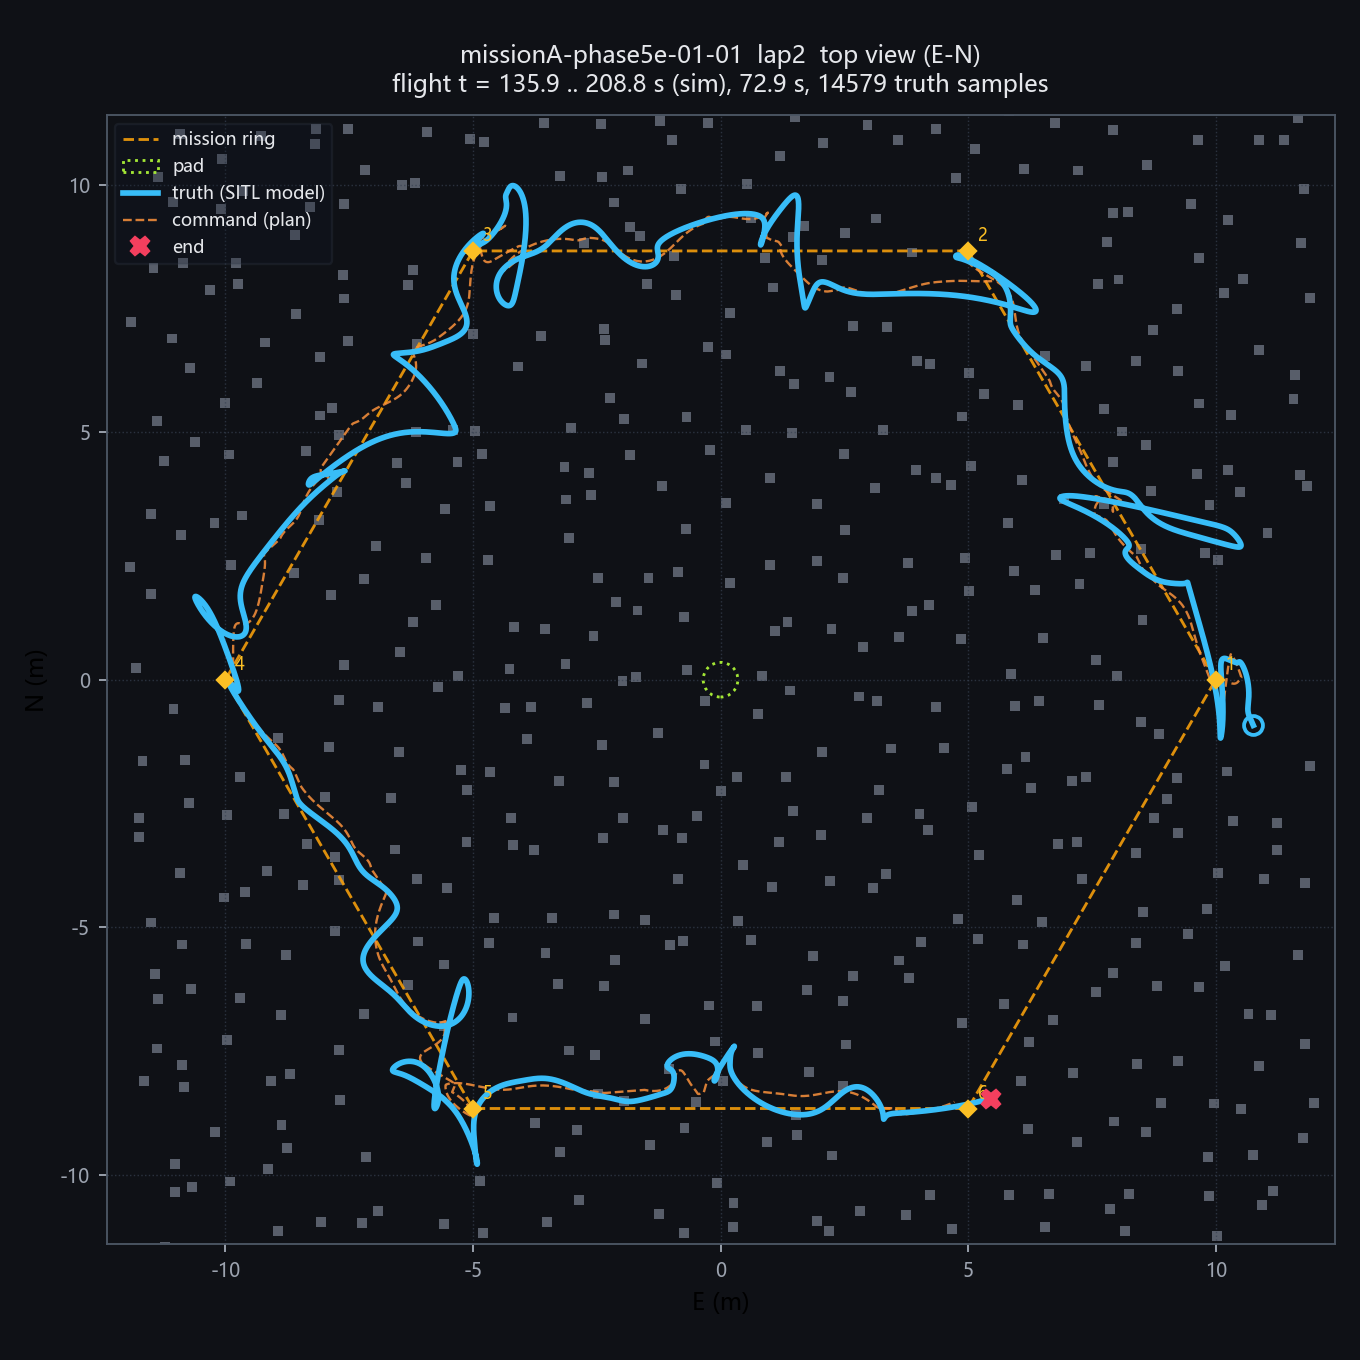 missionA-phase5e-01-01  lap2  top view (E-N)
flight t = 135.9 .. 208.8 s (sim), 72.9 s, 14579 truth samples
mission ring
pad
truth (SITL model)
command (plan)
end
10
5
0
-5
-10
N (m)
3
2
4
1
5
6
-10
-5
0
5
10
E (m)